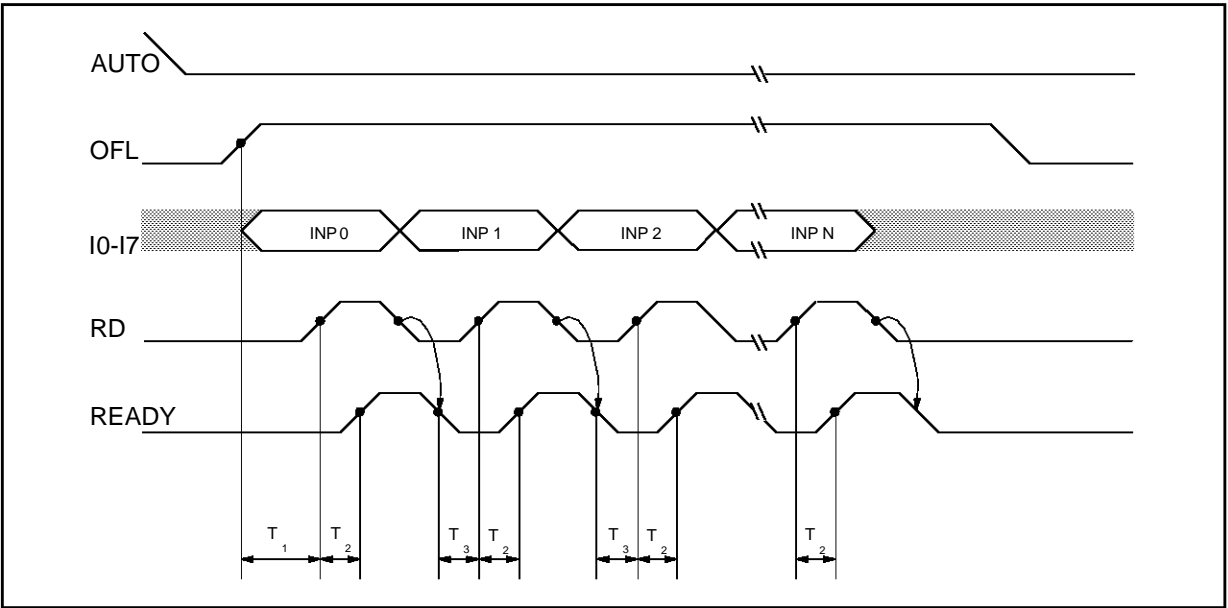 AUTO
OFL
I0-I7
INP 0
INP 1
INP 2
INP N
RD
READY
T1
T2
T3
T2
T3
T2
T2